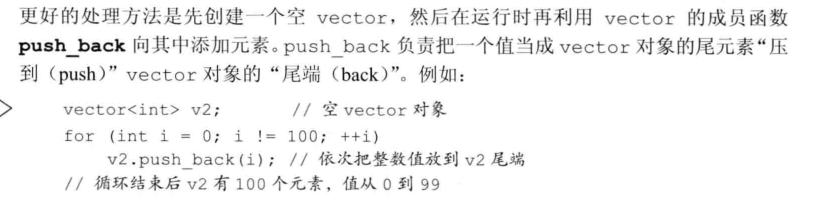 更好的处理方法是先创建一个空 vector，然后在运行时再利用 vector 的成员函数
push_back 向其中添加元素。push_back 负责把一个值当成 vector 对象的尾元素“压
到（push）”vector 对象的“尾端（back）”。例如：
vector<int> v2; // 空 vector 对象
for (int i = 0; i != 100; ++i)
v2.push_back(i); // 依次把整数值放到 v2 尾端
// 循环结束后 v2 有 100 个元素，值从 0 到 99